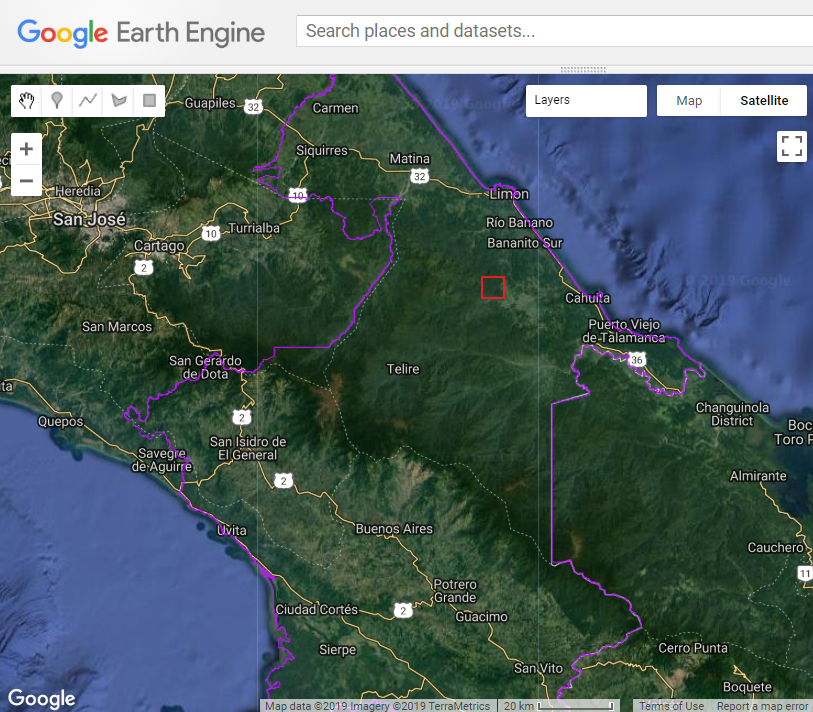 Google Earth Engine
Search places and datasets...
Layers
Map
Satellite
Guapiles
32
Carmen
Siquirres
Matina
32
Heredia
10
Limon
San José
Turrialba
10
Río Banano
Bananito Sur
Cartago
2
Cahuita
San Marcos
Puerto Viejo
de Talamanca
36
San Gerardo
de Dota
Telire
Quepos
2
Changuinola
District
Boc
Toro P
San Isidro de
El General
Savegre
de Aguirre
2
Almirante
Uvita
Buenos Aires
Cauchero
11
Potrero
Grande
Ciudad Cortés
2
Guacimo
Sierpe
Cerro Punta
San Vito
Boquete
Google
Map data ©2019 Imagery ©2019 TerraMetrics
20 km
Terms of Use
Report a map error